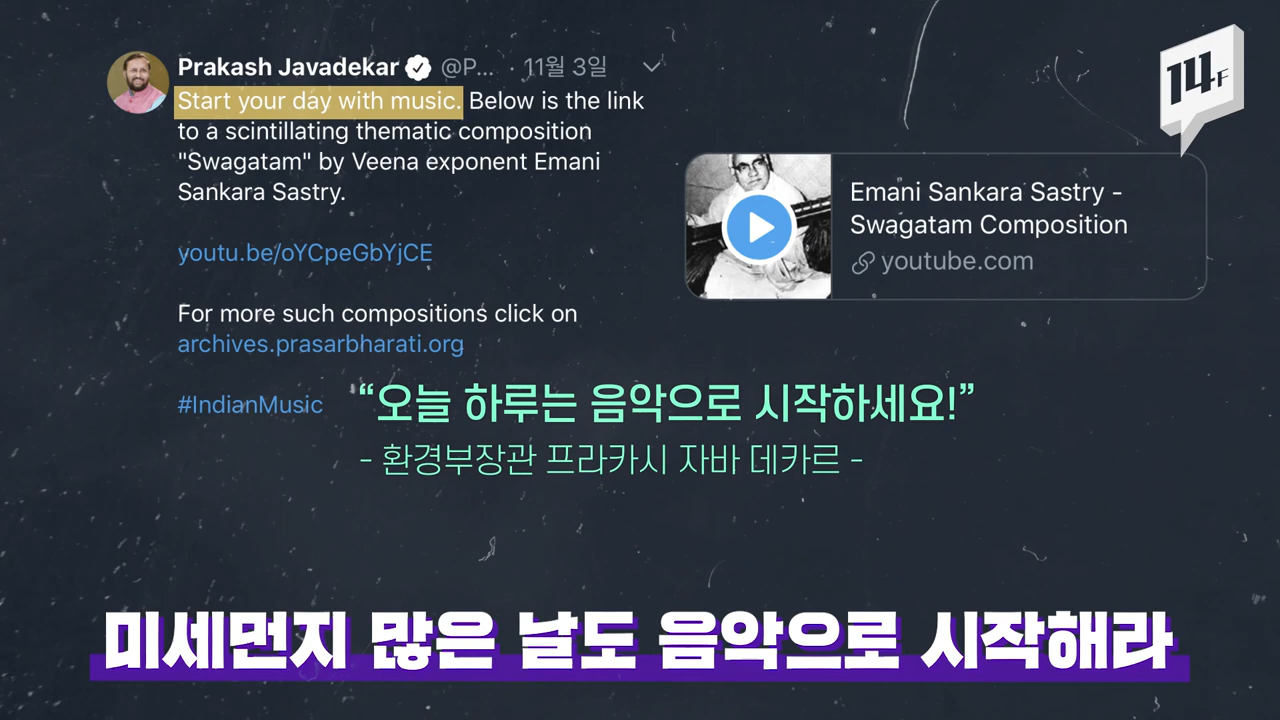 Prakash Javadekar @P... · 11월 3일
Start your day with music. Below is the link
to a scintillating thematic composition
"Swagatam" by Veena exponent Emani
Sankara Sastry.
youtu.be/oYCpeGbYjCE
For more such compositions click on
archives.prasarbharati.org
#IndianMusic
Emani Sankara Sastry -
Swagatam Composition
youtube.com
14F
“오늘 하루는 음악으로 시작하세요!”
- 환경부장관 프라카시 자바 데카르 -
미세먼지 많은 날도 음악으로 시작해라